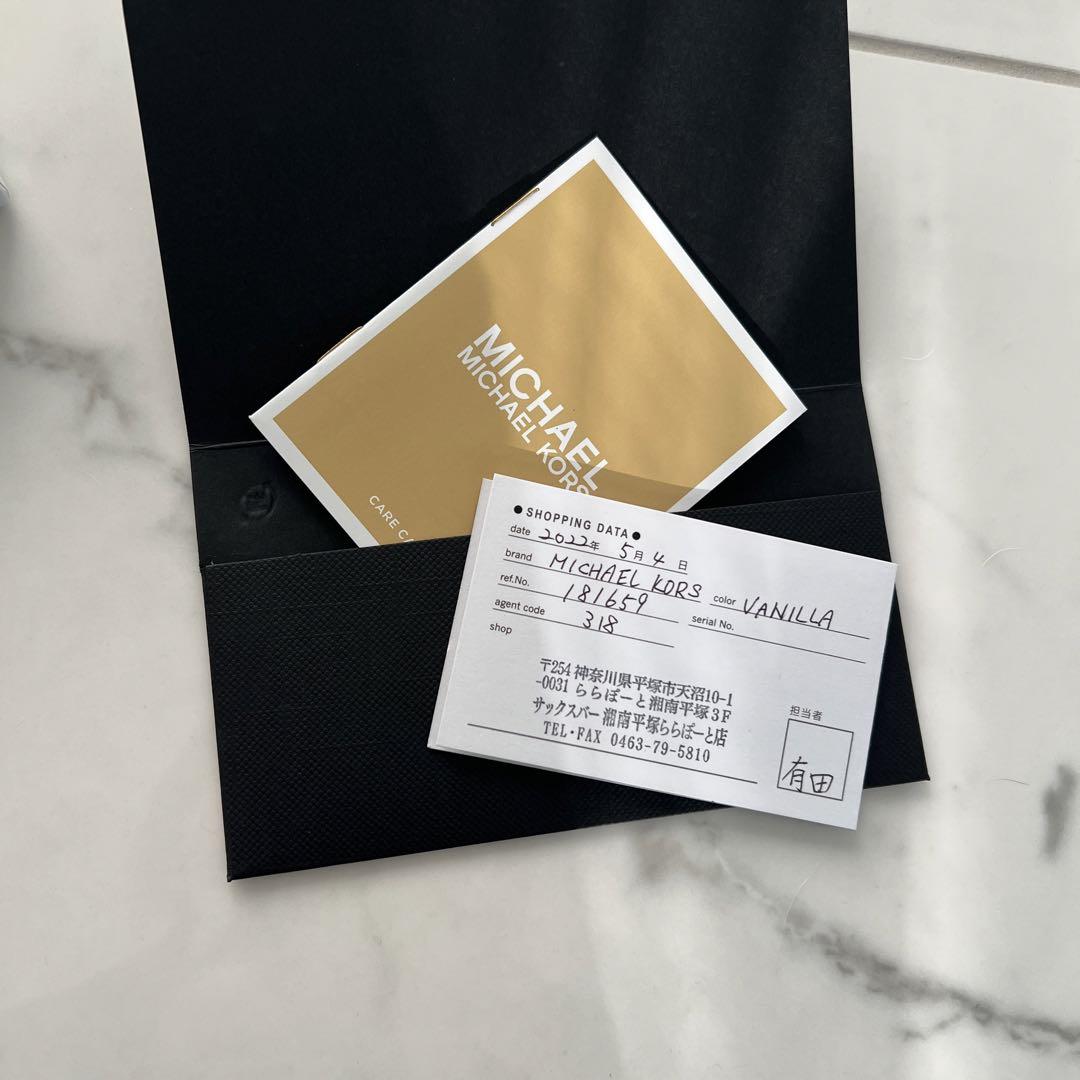 MICHAEL
MICHAEL KORS
CARE
●SHOPPING DATA●
date 2022年 5月 4日
brand MICHAEL KORS color VANILLA
ref.No. 181659 serial No.
agent code 318
shop
〒254 神奈川県平塚市天沼10-1
-0031 ららぽーと湘南平塚3F
サックスバー 湘南平塚ららぽーと店
TEL・FAX 0463-79-5810
担当者
有田